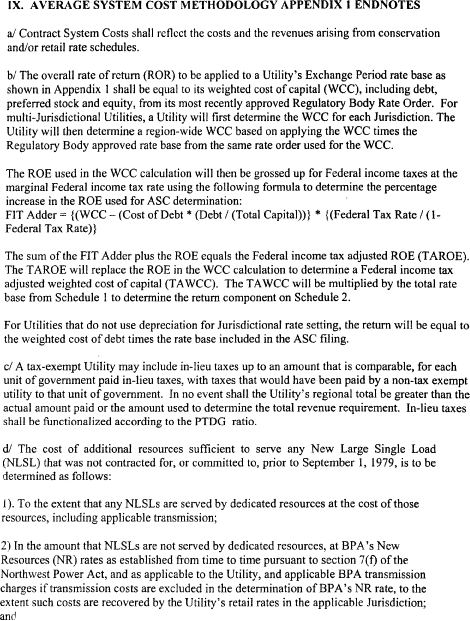 IX. AVERAGE SYSTEM COST METHODOLOGY APPENDIX 1 ENDNOTES
a/ Contract System Costs shall reflect the costs and the revenues arising from conservation
and/or retail rate schedules.
b/ The overall rate of return (ROR) to be applied to a Utility's Exchange Period rate base as
shown in Appendix 1 shall be equal to its weighted cost of capital (WCC), including debt,
preferred stock and equity, from its most recently approved Regulatory Body Rate Order. For
multi-Jurisdictional Utilities, a Utility will first determine the WCC for each Jurisdiction. The
Utility will then determine a region-wide WCC based on applying the WCC times the
Regulatory Body approved rate base from the same rate order used for the WCC.
The ROE used in the WCC calculation will then be grossed up for Federal income taxes at the
marginal Federal income tax rate using the following formula to determine the percentage
increase in the ROE used for ASC determination:
FIT Adder = {(WCC – (Cost of Debt * (Debt / (Total Capital))} * {(Federal Tax Rate / (1-
Federal Tax Rate)}
The sum of the FIT Adder plus the ROE equals the Federal income tax adjusted ROE (TAROE).
The TAROE will replace the ROE in the WCC calculation to determine a Federal income tax
adjusted weighted cost of capital (TAWCC). The TAWCC will be multiplied by the total rate
base from Schedule 1 to determine the return component on Schedule 2.
For Utilities that do not use depreciation for Jurisdictional rate setting, the return will be equal to
the weighted cost of debt times the rate base included in the ASC filing.
c/ A tax-exempt Utility may include in-lieu taxes up to an amount that is comparable, for each
unit of government paid in-lieu taxes, with taxes that would have been paid by a non-tax exempt
utility to that unit of government. In no event shall the Utility's regional total be greater than the
actual amount paid or the amount used to determine the total revenue requirement. In-lieu taxes
shall be functionalized according to the PTDG ratio.
d/ The cost of additional resources sufficient to serve any New Large Single Load
(NLSL) that was not contracted for, or committed to, prior to September 1, 1979, is to be
determined as follows:
1). To the extent that any NLSLs are served by dedicated resources at the cost of those
resources, including applicable transmission;
2) In the amount that NLSLs are not served by dedicated resources, at BPA's New
Resources (NR) rates as established from time to time pursuant to section 7(f) of the
Northwest Power Act, and as applicable to the Utility, and applicable BPA transmission
charges if transmission costs are excluded in the determination of BPA's NR rate, to the
extent such costs are recovered by the Utility's retail rates in the applicable Jurisdiction;
and